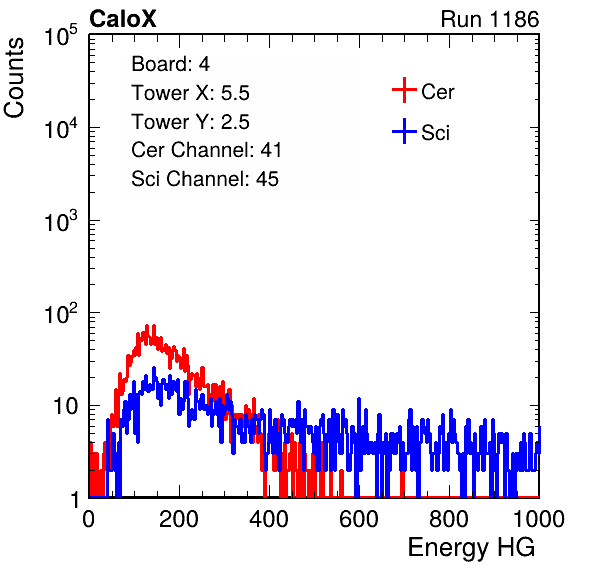 CaloX Run 1186
Counts
10^5
10^4
10^3
10^2
10
1
Board: 4
Tower X: 5.5
Tower Y: 2.5
Cer Channel: 41
Sci Channel: 45
Cer
Sci
0 200 400 600 800 1000
Energy HG